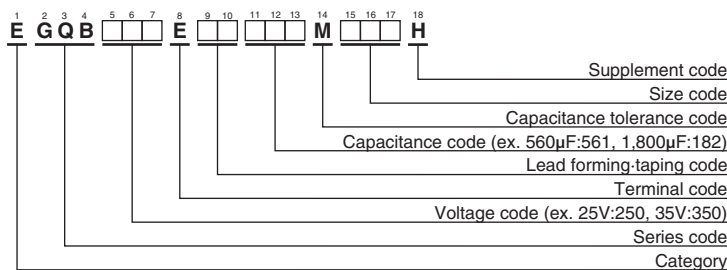 1 2 3 4 5 6 7 8 9 10 11 12 13 14 15 16 17 18
E G Q B E M H
Supplement code
Size code
Capacitance tolerance code
Capacitance code (ex. 560µF:561, 1,800µF:182)
Lead forming·taping code
Terminal code
Voltage code (ex. 25V:250, 35V:350)
Series code
Category